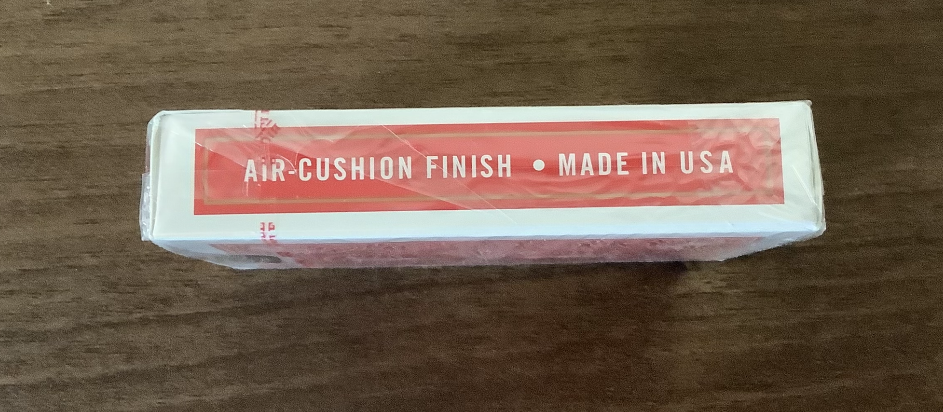 AIR-CUSHION FINISH • MADE IN USA